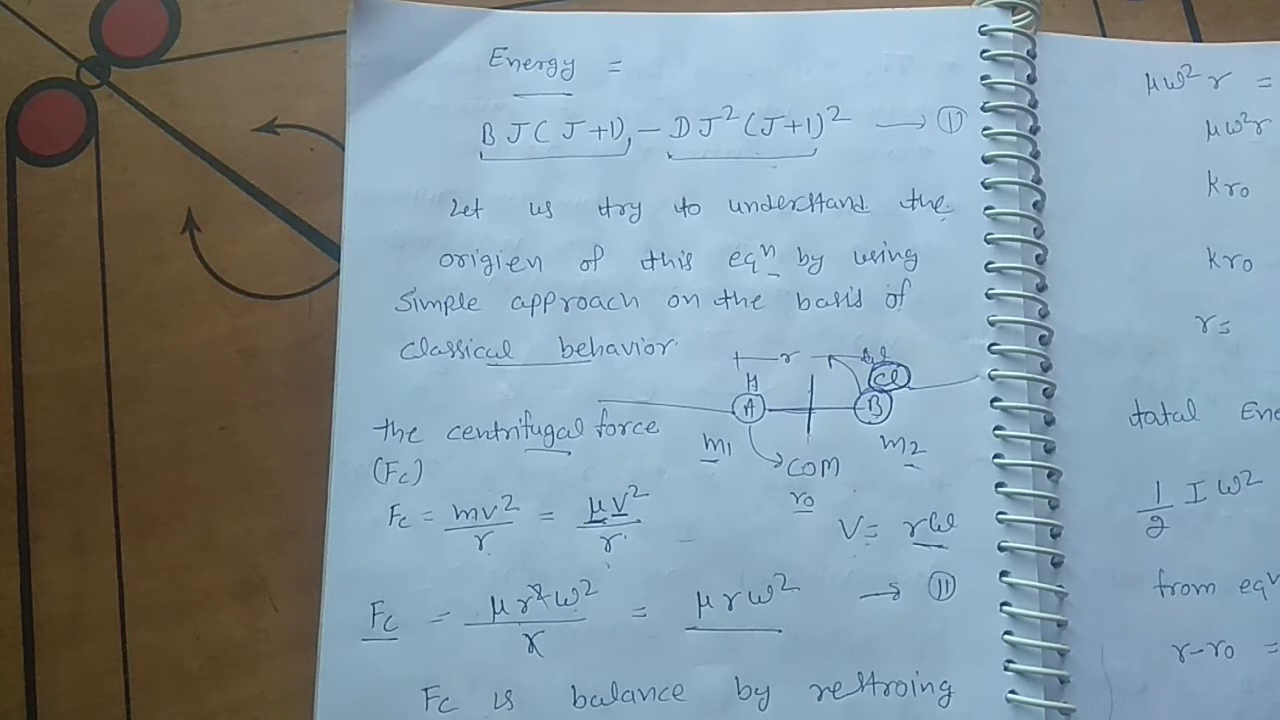 Energy =
BJ(J+1), - DJ²(J+1)² → (I)
Let us try to understand the
origien of this eqⁿ by using
simple approach on the basis of
classical behavior.
r
H
Cl
A
B
m₁
COM
m₂
r₀
the centrifugal force
(Fc)
Fc = mv²/r = μv²/r
V = rω
Fc = μr²ω²/r = μrω² → (II)
Fc is balance by restroing
μω²r =
μω²r
kr₀
kr₀
r=
total Ene
1/2 Iω²
from eqⁿ
r-r₀ =